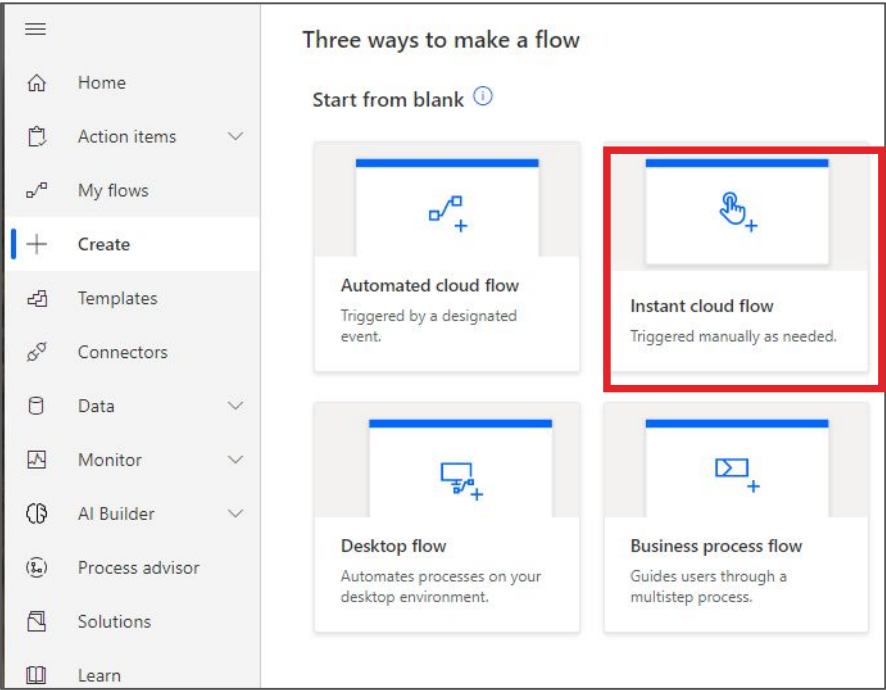 Home
Action items
My flows
Create
Templates
Connectors
Data
Monitor
AI Builder
Process advisor
Solutions
Learn
Three ways to make a flow
Start from blank
Automated cloud flow
Triggered by a designated
event.
Instant cloud flow
Triggered manually as needed.
Desktop flow
Automates processes on your
desktop environment.
Business process flow
Guides users through a
multistep process.